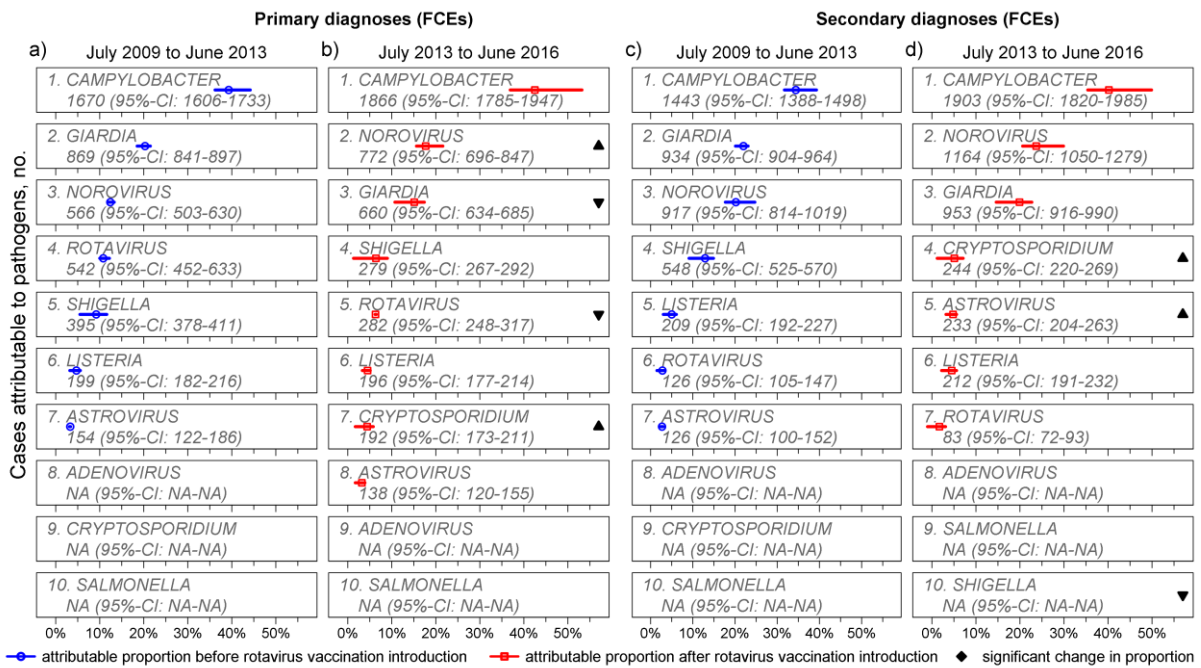 Primary diagnoses (FCEs)
Secondary diagnoses (FCEs)
a) July 2009 to June 2013
b) July 2013 to June 2016
c) July 2009 to June 2013
d) July 2013 to June 2016
Cases attributable to pathogens, no.
1. CAMPYLOBACTER
1670 (95%-CI: 1606-1733)
2. GIARDIA
869 (95%-CI: 841-897)
3. NOROVIRUS
566 (95%-CI: 503-630)
4. ROTAVIRUS
542 (95%-CI: 452-633)
5. SHIGELLA
395 (95%-CI: 378-411)
6. LISTERIA
199 (95%-CI: 182-216)
7. ASTROVIRUS
154 (95%-CI: 122-186)
8. ADENOVIRUS
NA (95%-CI: NA-NA)
9. CRYPTOSPORIDIUM
NA (95%-CI: NA-NA)
10. SALMONELLA
NA (95%-CI: NA-NA)
0% 10% 20% 30% 40% 50%
1. CAMPYLOBACTER
1866 (95%-CI: 1785-1947)
2. NOROVIRUS
772 (95%-CI: 696-847)
3. GIARDIA
660 (95%-CI: 634-685)
4. SHIGELLA
279 (95%-CI: 267-292)
5. ROTAVIRUS
282 (95%-CI: 248-317)
6. LISTERIA
196 (95%-CI: 177-214)
7. CRYPTOSPORIDIUM
192 (95%-CI: 173-211)
8. ASTROVIRUS
138 (95%-CI: 120-155)
9. ADENOVIRUS
NA (95%-CI: NA-NA)
10. SALMONELLA
NA (95%-CI: NA-NA)
0% 10% 20% 30% 40% 50%
1. CAMPYLOBACTER
1443 (95%-CI: 1388-1498)
2. GIARDIA
934 (95%-CI: 904-964)
3. NOROVIRUS
917 (95%-CI: 814-1019)
4. SHIGELLA
548 (95%-CI: 525-570)
5. LISTERIA
209 (95%-CI: 192-227)
6. ROTAVIRUS
126 (95%-CI: 105-147)
7. ASTROVIRUS
126 (95%-CI: 100-152)
8. ADENOVIRUS
NA (95%-CI: NA-NA)
9. CRYPTOSPORIDIUM
NA (95%-CI: NA-NA)
10. SALMONELLA
NA (95%-CI: NA-NA)
0% 10% 20% 30% 40% 50%
1. CAMPYLOBACTER
1903 (95%-CI: 1820-1985)
2. NOROVIRUS
1164 (95%-CI: 1050-1279)
3. GIARDIA
953 (95%-CI: 916-990)
4. CRYPTOSPORIDIUM
244 (95%-CI: 220-269)
5. ASTROVIRUS
233 (95%-CI: 204-263)
6. LISTERIA
212 (95%-CI: 191-232)
7. ROTAVIRUS
83 (95%-CI: 72-93)
8. ADENOVIRUS
NA (95%-CI: NA-NA)
9. SALMONELLA
NA (95%-CI: NA-NA)
10. SHIGELLA
NA (95%-CI: NA-NA)
0% 10% 20% 30% 40% 50%
attributable proportion before rotavirus vaccination introduction
attributable proportion after rotavirus vaccination introduction
significant change in proportion